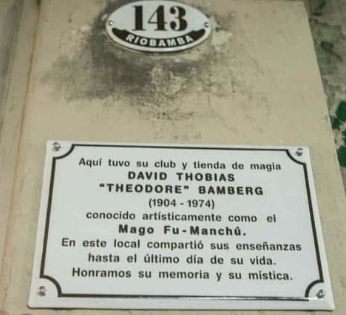 143
RIOBAMBA
Aquí tuvo su club y tienda de magia
DAVID THOBIAS
"THEODORE" BAMBERG
(1904 - 1974)
conocido artísticamente como el
Mago Fu-Manchú.
En este local compartió sus enseñanzas
hasta el último día de su vida.
Honramos su memoria y su mística.